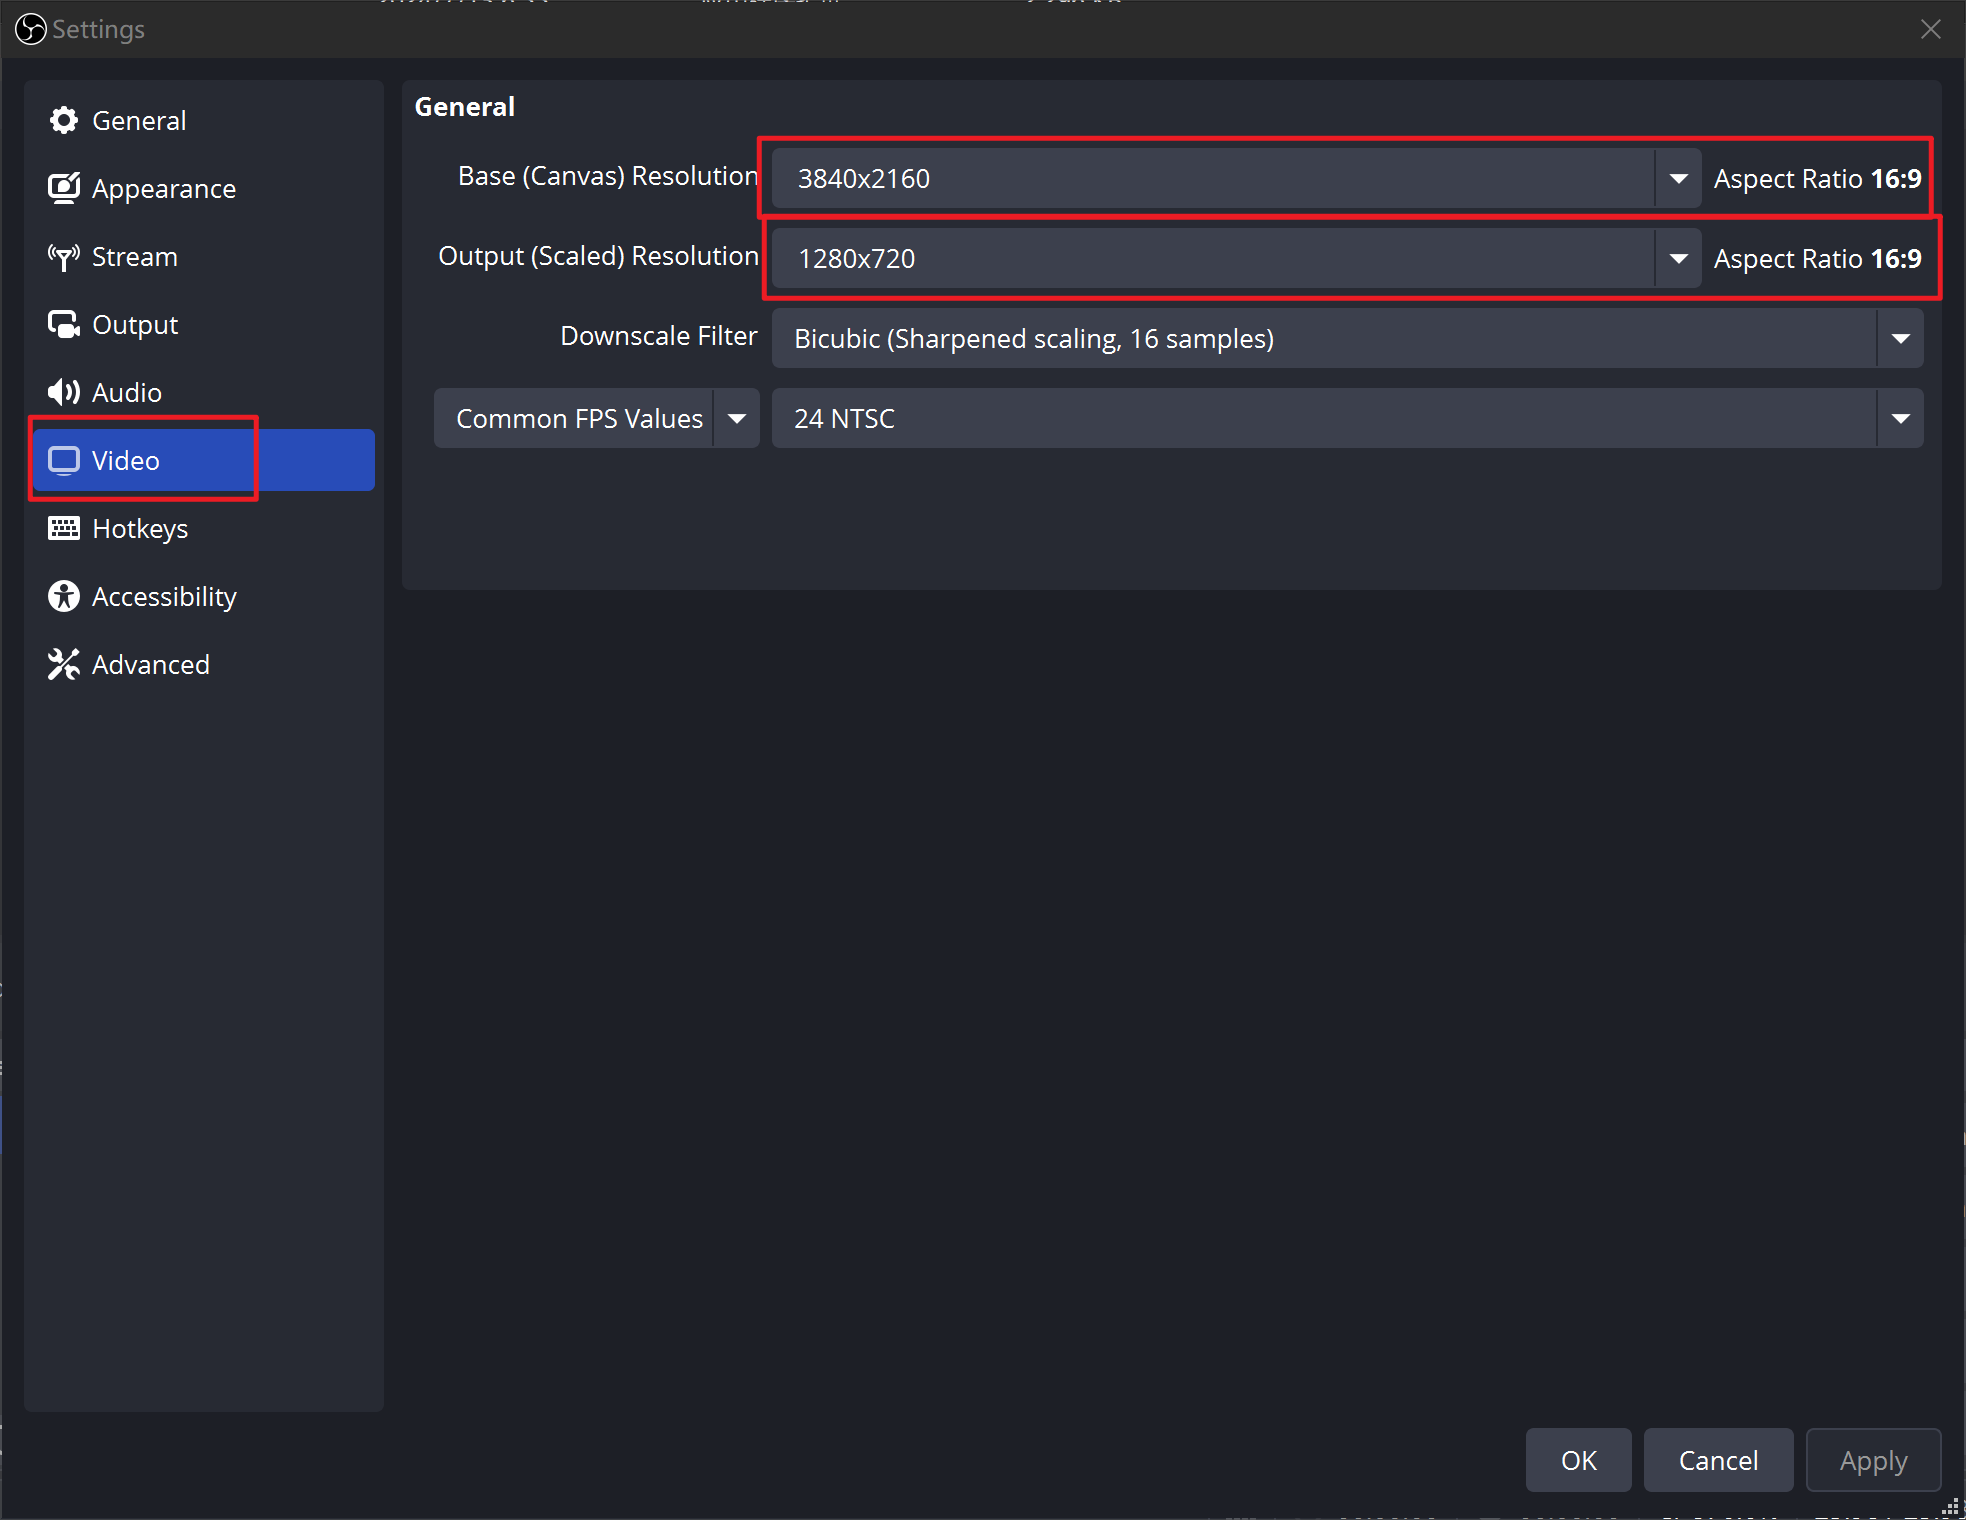 Settings
General
Appearance
Stream
Output
Audio
Video
Hotkeys
Accessibility
Advanced
General
Base (Canvas) Resolution 3840x2160 Aspect Ratio 16:9
Output (Scaled) Resolution 1280x720 Aspect Ratio 16:9
Downscale Filter Bicubic (Sharpened scaling, 16 samples)
Common FPS Values 24 NTSC
OK Cancel Apply